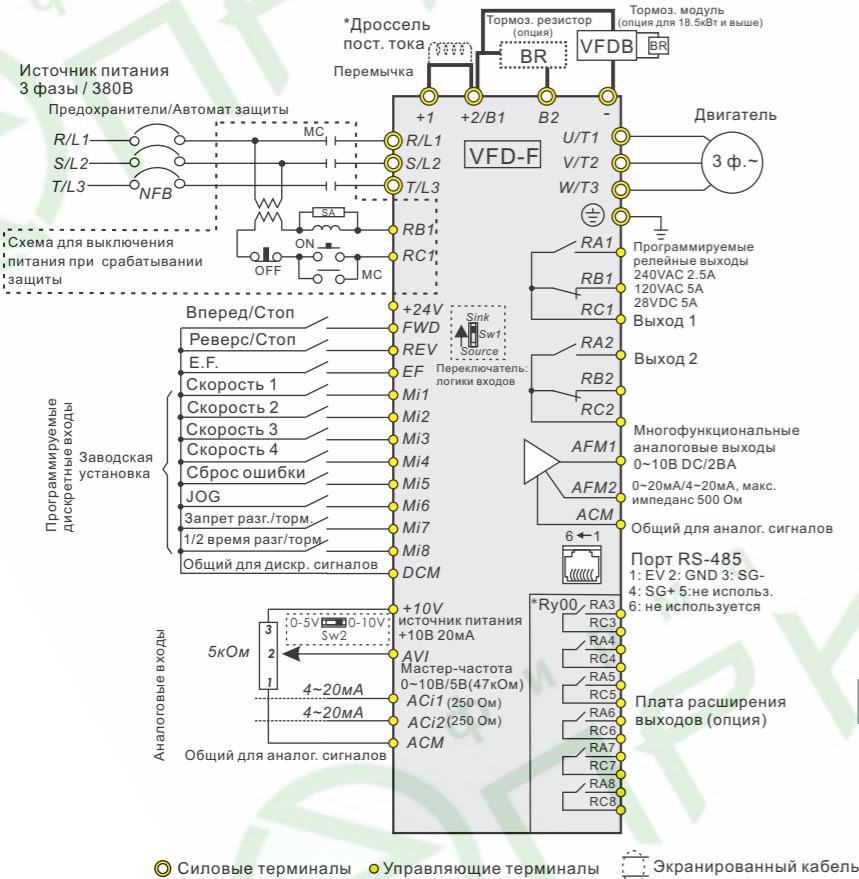 *Дроссель
пост. тока
Перемычка
Тормоз. резистор
(опция)
BR
Тормоз. модуль
(опция для 18.5кВт и выше)
VFDB
BR
Источник питания
3 фазы / 380В
Предохранители/Автомат защиты
R/L1
S/L2
T/L3
NFB
MC
+1
+2/B1
B2
-
R/L1
S/L2
T/L3
VFD-F
U/T1
V/T2
W/T3
Двигатель
3 ф.~
SA
ON
OFF
MC
Схема для выключения
питания при срабатывании
защиты
RB1
RC1
RA1
RB1
RC1
Программируемые
релейные выходы
240VAC 2.5A
120VAC 5A
28VDC 5A
Выход 1
RA2
RB2
RC2
Выход 2
Программируемые
дискретные входы
Заводская
установка
Вперед/Стоп
Реверс/Стоп
E.F.
Скорость 1
Скорость 2
Скорость 3
Скорость 4
Сброс ошибки
JOG
Запрет разг./торм.
1/2 время разг/торм
Общий для дискр. сигналов
+24V
FWD
REV
EF
Mi1
Mi2
Mi3
Mi4
Mi5
Mi6
Mi7
Mi8
DCM
Sink
Sw1
Source
Переключатель:
логики входов
AFM1
AFM2
ACM
Многофункциональные
аналоговые выходы
0~10В DC/2ВА
0~20мА/4~20мА, макс.
импеданс 500 Ом
Общий для аналог. сигналов
6←1
Порт RS-485
1: EV 2: GND 3: SG-
4: SG+ 5:не использ.
6: не используется
Аналоговые входы
5кОм
3
2
1
0-5V
0-10V
Sw2
4~20мА
4~20мА
Общий для аналог. сигналов
+10V
источник питания
+10В 20мА
AVI
Мастер-частота
0~10В/5В(47кОм)
ACi1 (250 Ом)
ACi2 (250 Ом)
ACM
*Ry00
RA3
RC3
RA4
RC4
RA5
RC5
RA6
RC6
RA7
RC7
RA8
RC8
Плата расширения
выходов (опция)
Силовые терминалы
Управляющие терминалы
Экранированный кабель